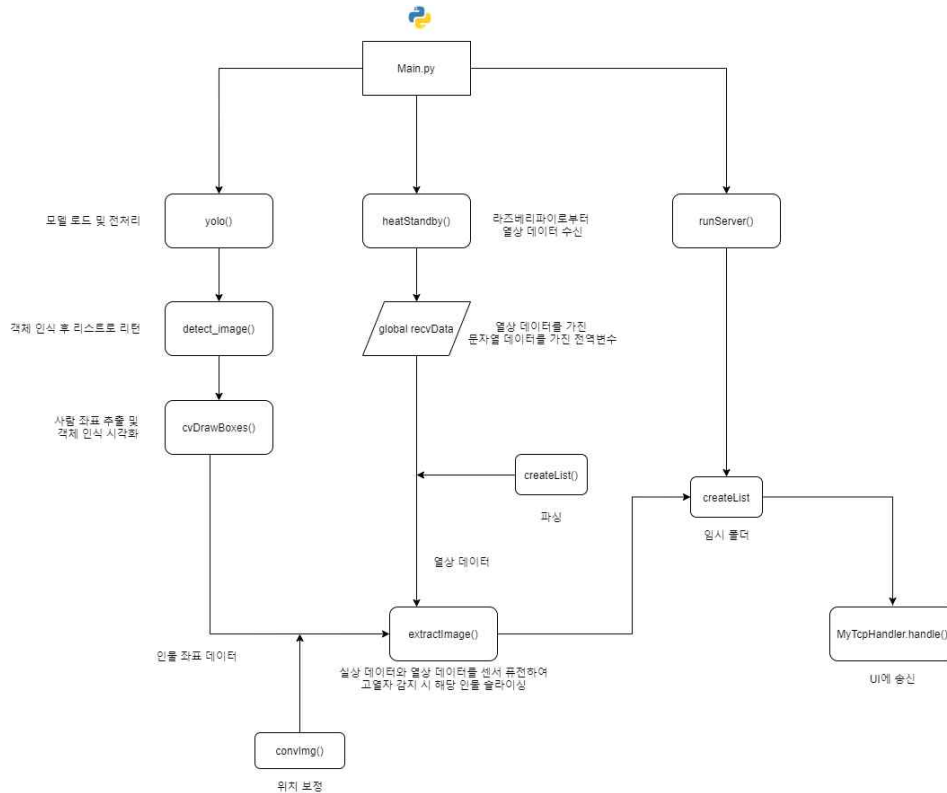 Main.py
모델 로드 및 전처리
yolo()
heatStandby()
라즈베리파이로부터
열상 데이터 수신
runServer()
객체 인식 후 리스트로 리턴
detect_image()
global recvData
열상 데이터를 가진
문자열 데이터를 가진 전역변수
사람 좌표 추출 및
객체 인식 시각화
cvDrawBoxes()
createList()
파싱
createList
임시 폴더
열상 데이터
extractImage()
MyTcpHandler.handle()
인물 좌표 데이터
실상 데이터와 열상 데이터를 센서 퓨전하여
고열자 감지 시 해당 인물 슬라이싱
UI에 송신
convImg()
위치 보정